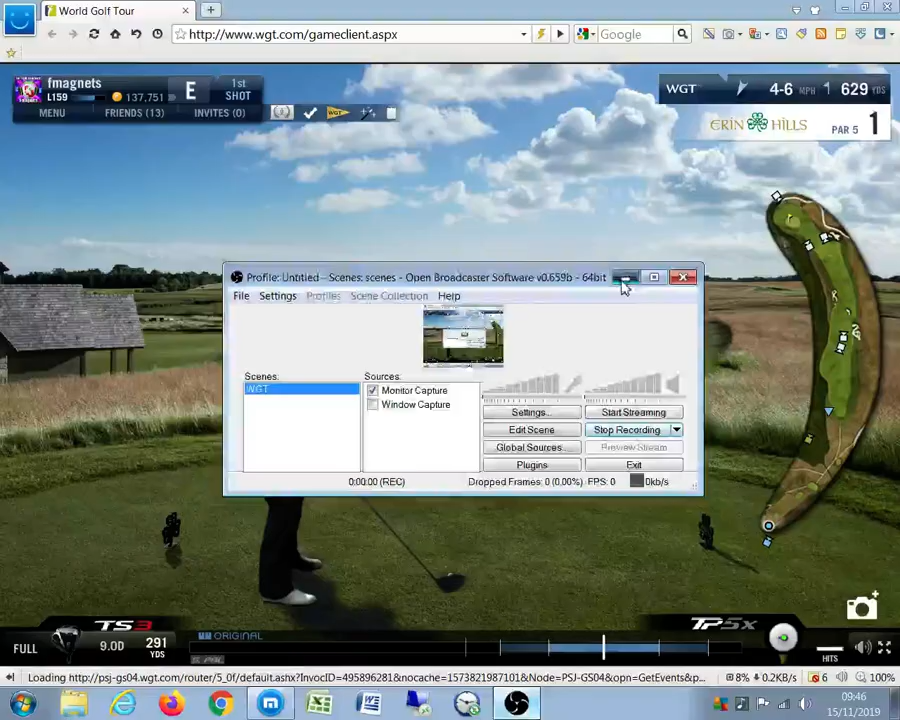 World Golf Tour
http://www.wgt.com/gameclient.aspx
Google
fmagnets
L159 137,751
E
1st SHOT
MENU FRIENDS (13) INVITES (0)
WGT
WGT 4-6 MPH 629 YDS
ERIN HILLS PAR 5 1
Profile: Untitled - Scenes: scenes - Open Broadcaster Software v0.659b - 64bit
File Settings Profiles Scene Collection Help
Scenes: Sources:
WGT Monitor Capture
Window Capture
Settings... Start Streaming
Edit Scene Stop Recording
Global Sources... Preview Stream
Plugins Exit
0:00:00 (REC) Dropped Frames: 0 (0.00%) FPS: 0 0kb/s
TS3 TP5x
FULL 9.0D 291 YDS
ORIGINAL
HITS
Loading http://psj-gs04.wgt.com/router/5_0f/default.ashx?InvocID=495896281&nocache=1573821987101&Node=PSJ-GS04&opn=GetEvents&p... 8% ÷ 0.2KB/s 6 100%
09:46
15/11/2019